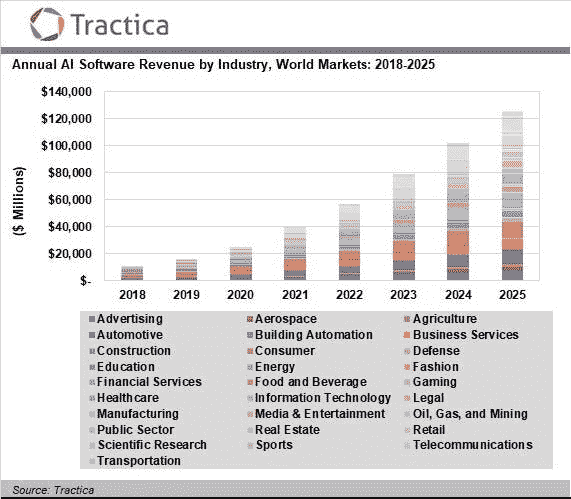 Tractica
Annual AI Software Revenue by Industry, World Markets: 2018-2025
($ Millions)
$140,000
$120,000
$100,000
$80,000
$60,000
$40,000
$20,000
$-
2018 2019 2020 2021 2022 2023 2024 2025
Advertising Aerospace Agriculture
Automotive Building Automation Business Services
Construction Consumer Defense
Education Energy Fashion
Financial Services Food and Beverage Gaming
Healthcare Information Technology Legal
Manufacturing Media & Entertainment Oil, Gas, and Mining
Public Sector Real Estate Retail
Scientific Research Sports Telecommunications
Transportation
Source: Tractica